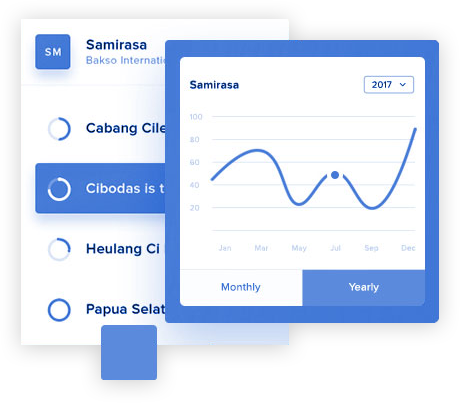 SM
Samirasa
Bakso Internati
Cabang Cile
Cibodas is t
Heulang Ci
Papua Selat
Samirasa
2017
100
80
60
40
20
Jan Mar May Jul Sep Dec
Monthly Yearly